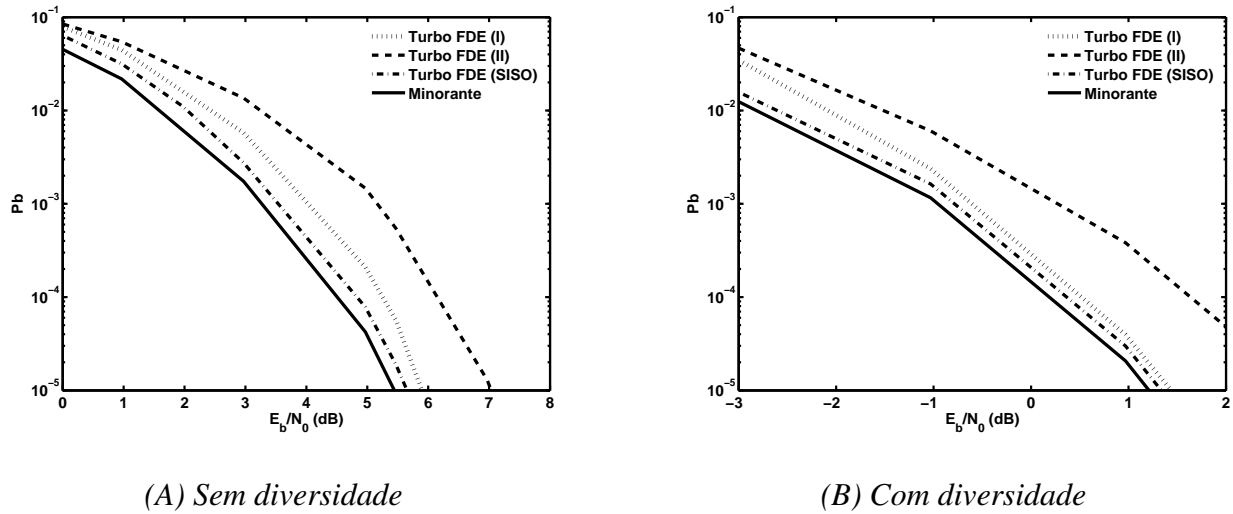 10^−1
10^−2
10^−3
10^−4
10^−5
Pb
0 1 2 3 4 5 6 7 8
E_b/N_0 (dB)
Turbo FDE (I)
Turbo FDE (II)
Turbo FDE (SISO)
Minorante
(A) Sem diversidade
10^−1
10^−2
10^−3
10^−4
10^−5
Pb
−3 −2 −1 0 1 2
E_b/N_0 (dB)
Turbo FDE (I)
Turbo FDE (II)
Turbo FDE (SISO)
Minorante
(B) Com diversidade